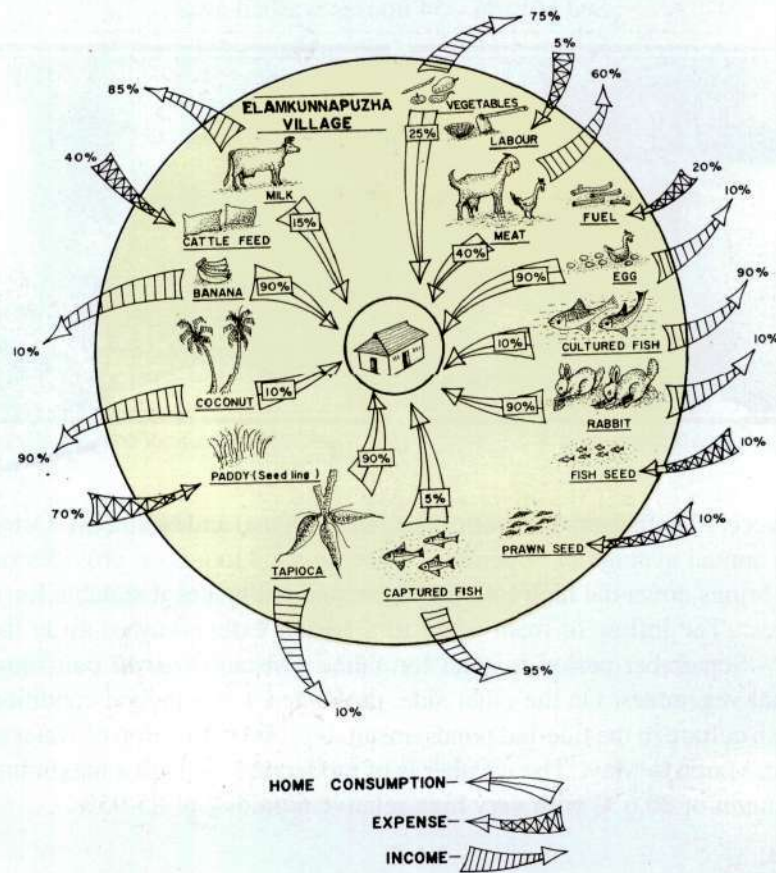 75%
5%
60%
85%
ELAMKUNNAPUZHA
VILLAGE
VEGETABLES
25%
LABOUR
40%
MILK
20%
10%
FUEL
CATTLE FEED
15%
MEAT
40%
EGG
BANANA
90%
90%
90%
10%
CULTURED FISH
10%
10%
COCONUT
10%
90%
RABBIT
90%
PADDY (Seed ling)
90%
FISH SEED
10%
70%
5%
10%
PRAWN SEED
TAPIOCA
CAPTURED FISH
95%
10%
HOME CONSUMPTION
EXPENSE
INCOME